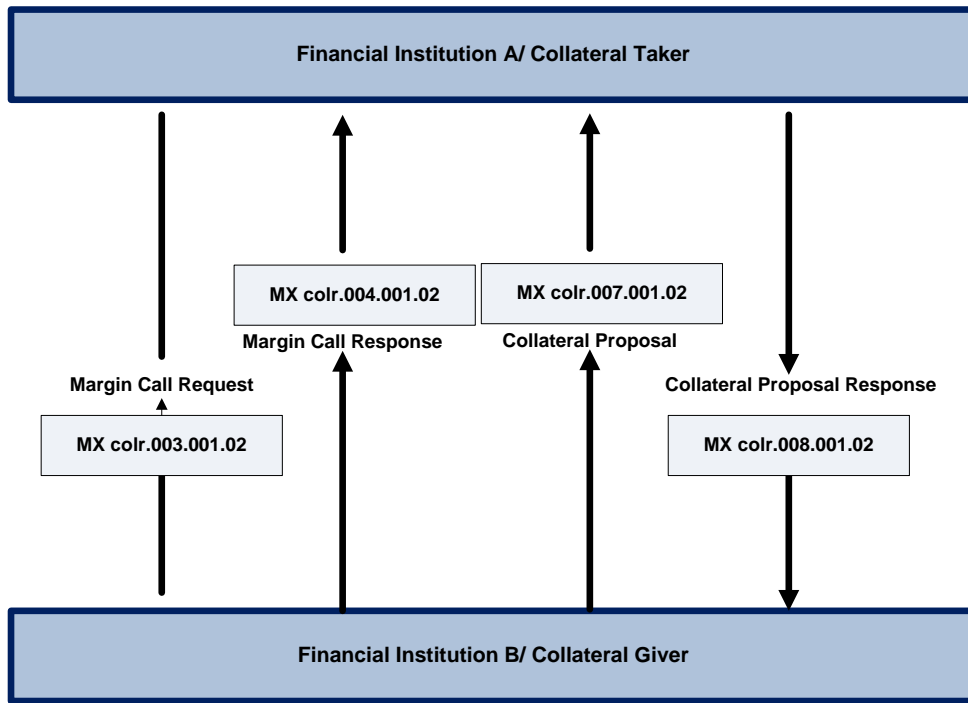 Financial Institution A/ Collateral Taker
MX colr.004.001.02
MX colr.007.001.02
Margin Call Response
Collateral Proposal
Margin Call Request
Collateral Proposal Response
MX colr.003.001.02
MX colr.008.001.02
Financial Institution B/ Collateral Giver